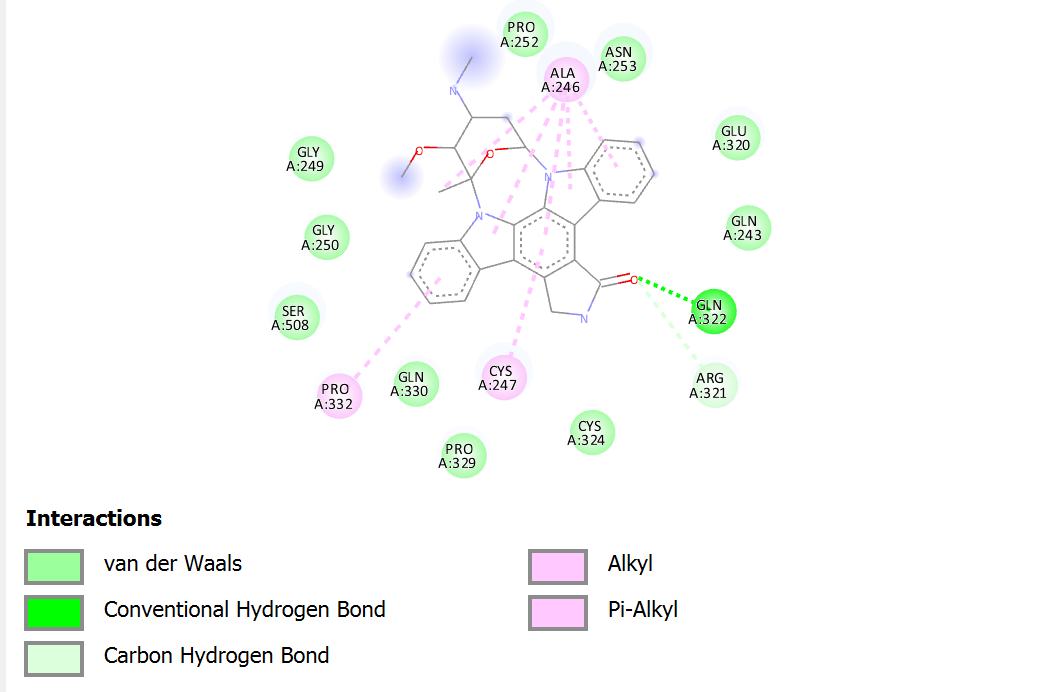 PRO
A:252
ASN
A:253
ALA
A:246
N
GLU
A:320
GLY
A:249
O
O
N
N
GLY
A:250
GLN
A:243
O
SER
A:508
GLN
A:322
N
PRO
A:332
GLN
A:330
CYS
A:247
ARG
A:321
CYS
A:324
PRO
A:329
Interactions
van der Waals
Conventional Hydrogen Bond
Carbon Hydrogen Bond
Alkyl
Pi-Alkyl